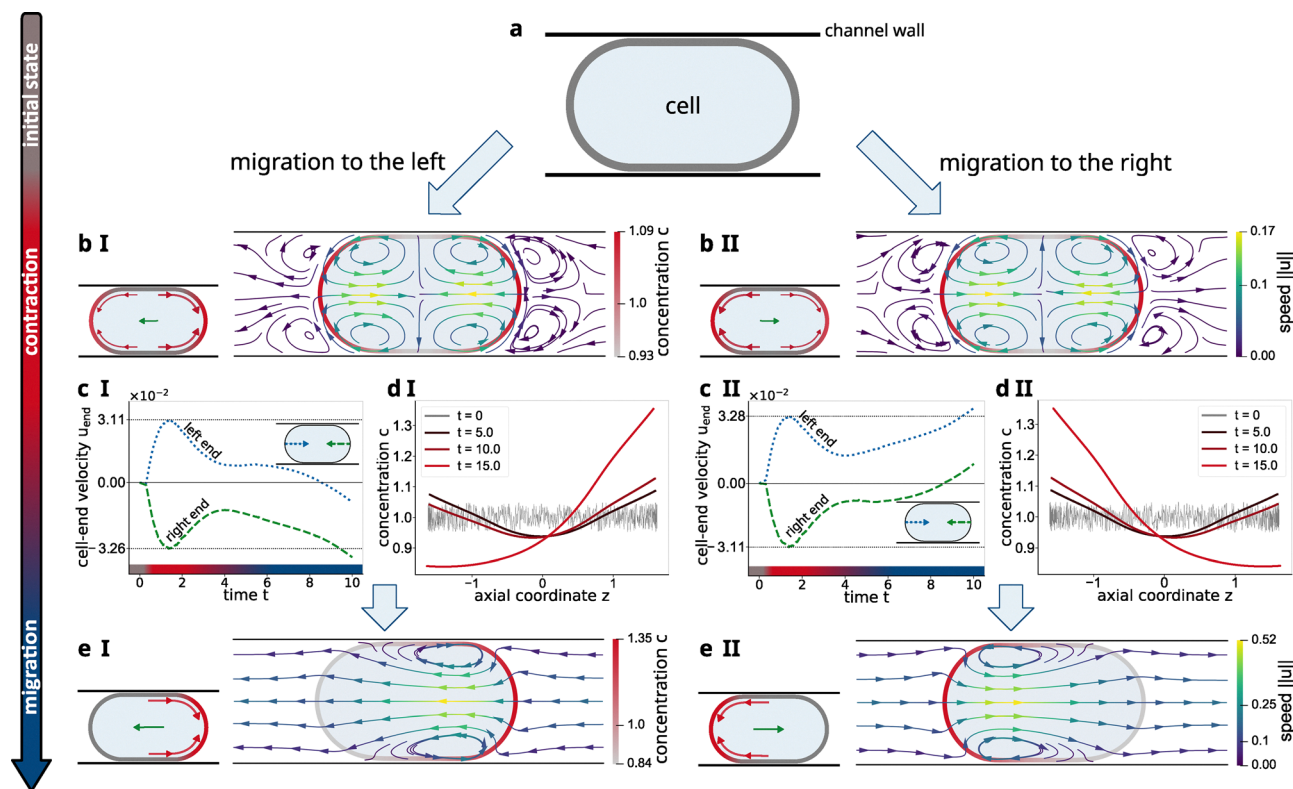 initial state
contraction
migration
a
channel wall
cell
migration to the left
migration to the right
b I
1.09
1.0
0.93
concentration c
b II
0.17
0.1
0.00
speed ||u||
c I
×10⁻²
3.11
0.00
−3.26
cell-end velocity uₑₙd
left end
right end
0 2 4 6 8 10
time t
d I
t = 0
t = 5.0
t = 10.0
t = 15.0
1.3
1.2
1.1
1.0
0.9
concentration c
−1 0 1
axial coordinate z
c II
×10⁻²
3.28
0.00
−3.11
cell-end velocity uₑₙd
left end
right end
0 2 4 6 8 10
time t
d II
t = 0
t = 5.0
t = 10.0
t = 15.0
1.3
1.2
1.1
1.0
0.9
concentration c
−1 0 1
axial coordinate z
e I
1.35
1.0
0.84
concentration c
e II
0.52
0.25
0.1
0.00
speed ||u||